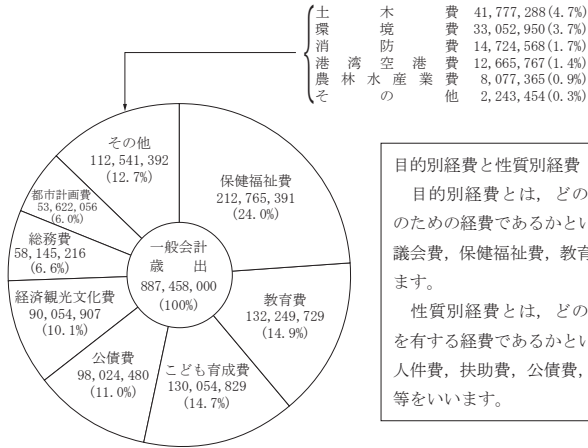 土木費 41,777,288(4.7%)
環境費 33,052,950(3.7%)
消防費 14,724,568(1.7%)
港湾空港費 12,665,767(1.4%)
農林水産業費 8,077,365(0.9%)
その他 2,243,454(0.3%)
その他
112,541,392
(12.7%)
保健福祉費
212,765,391
(24.0%)
都市計画費
53,622,056
(6.0%)
総務費
58,145,216
(6.6%)
一般会計
歳出
887,458,000
(100%)
経済観光文化費
90,054,907
(10.1%)
教育費
132,249,729
(14.9%)
公債費
98,024,480
(11.0%)
こども育成費
130,054,829
(14.7%)
目的別経費と性質別経費
目的別経費とは，どの
のための経費であるかとい
議会費，保健福祉費，教育
ます。
性質別経費とは，どの
を有する経費であるかとい
人件費，扶助費，公債費，
等をいいます。